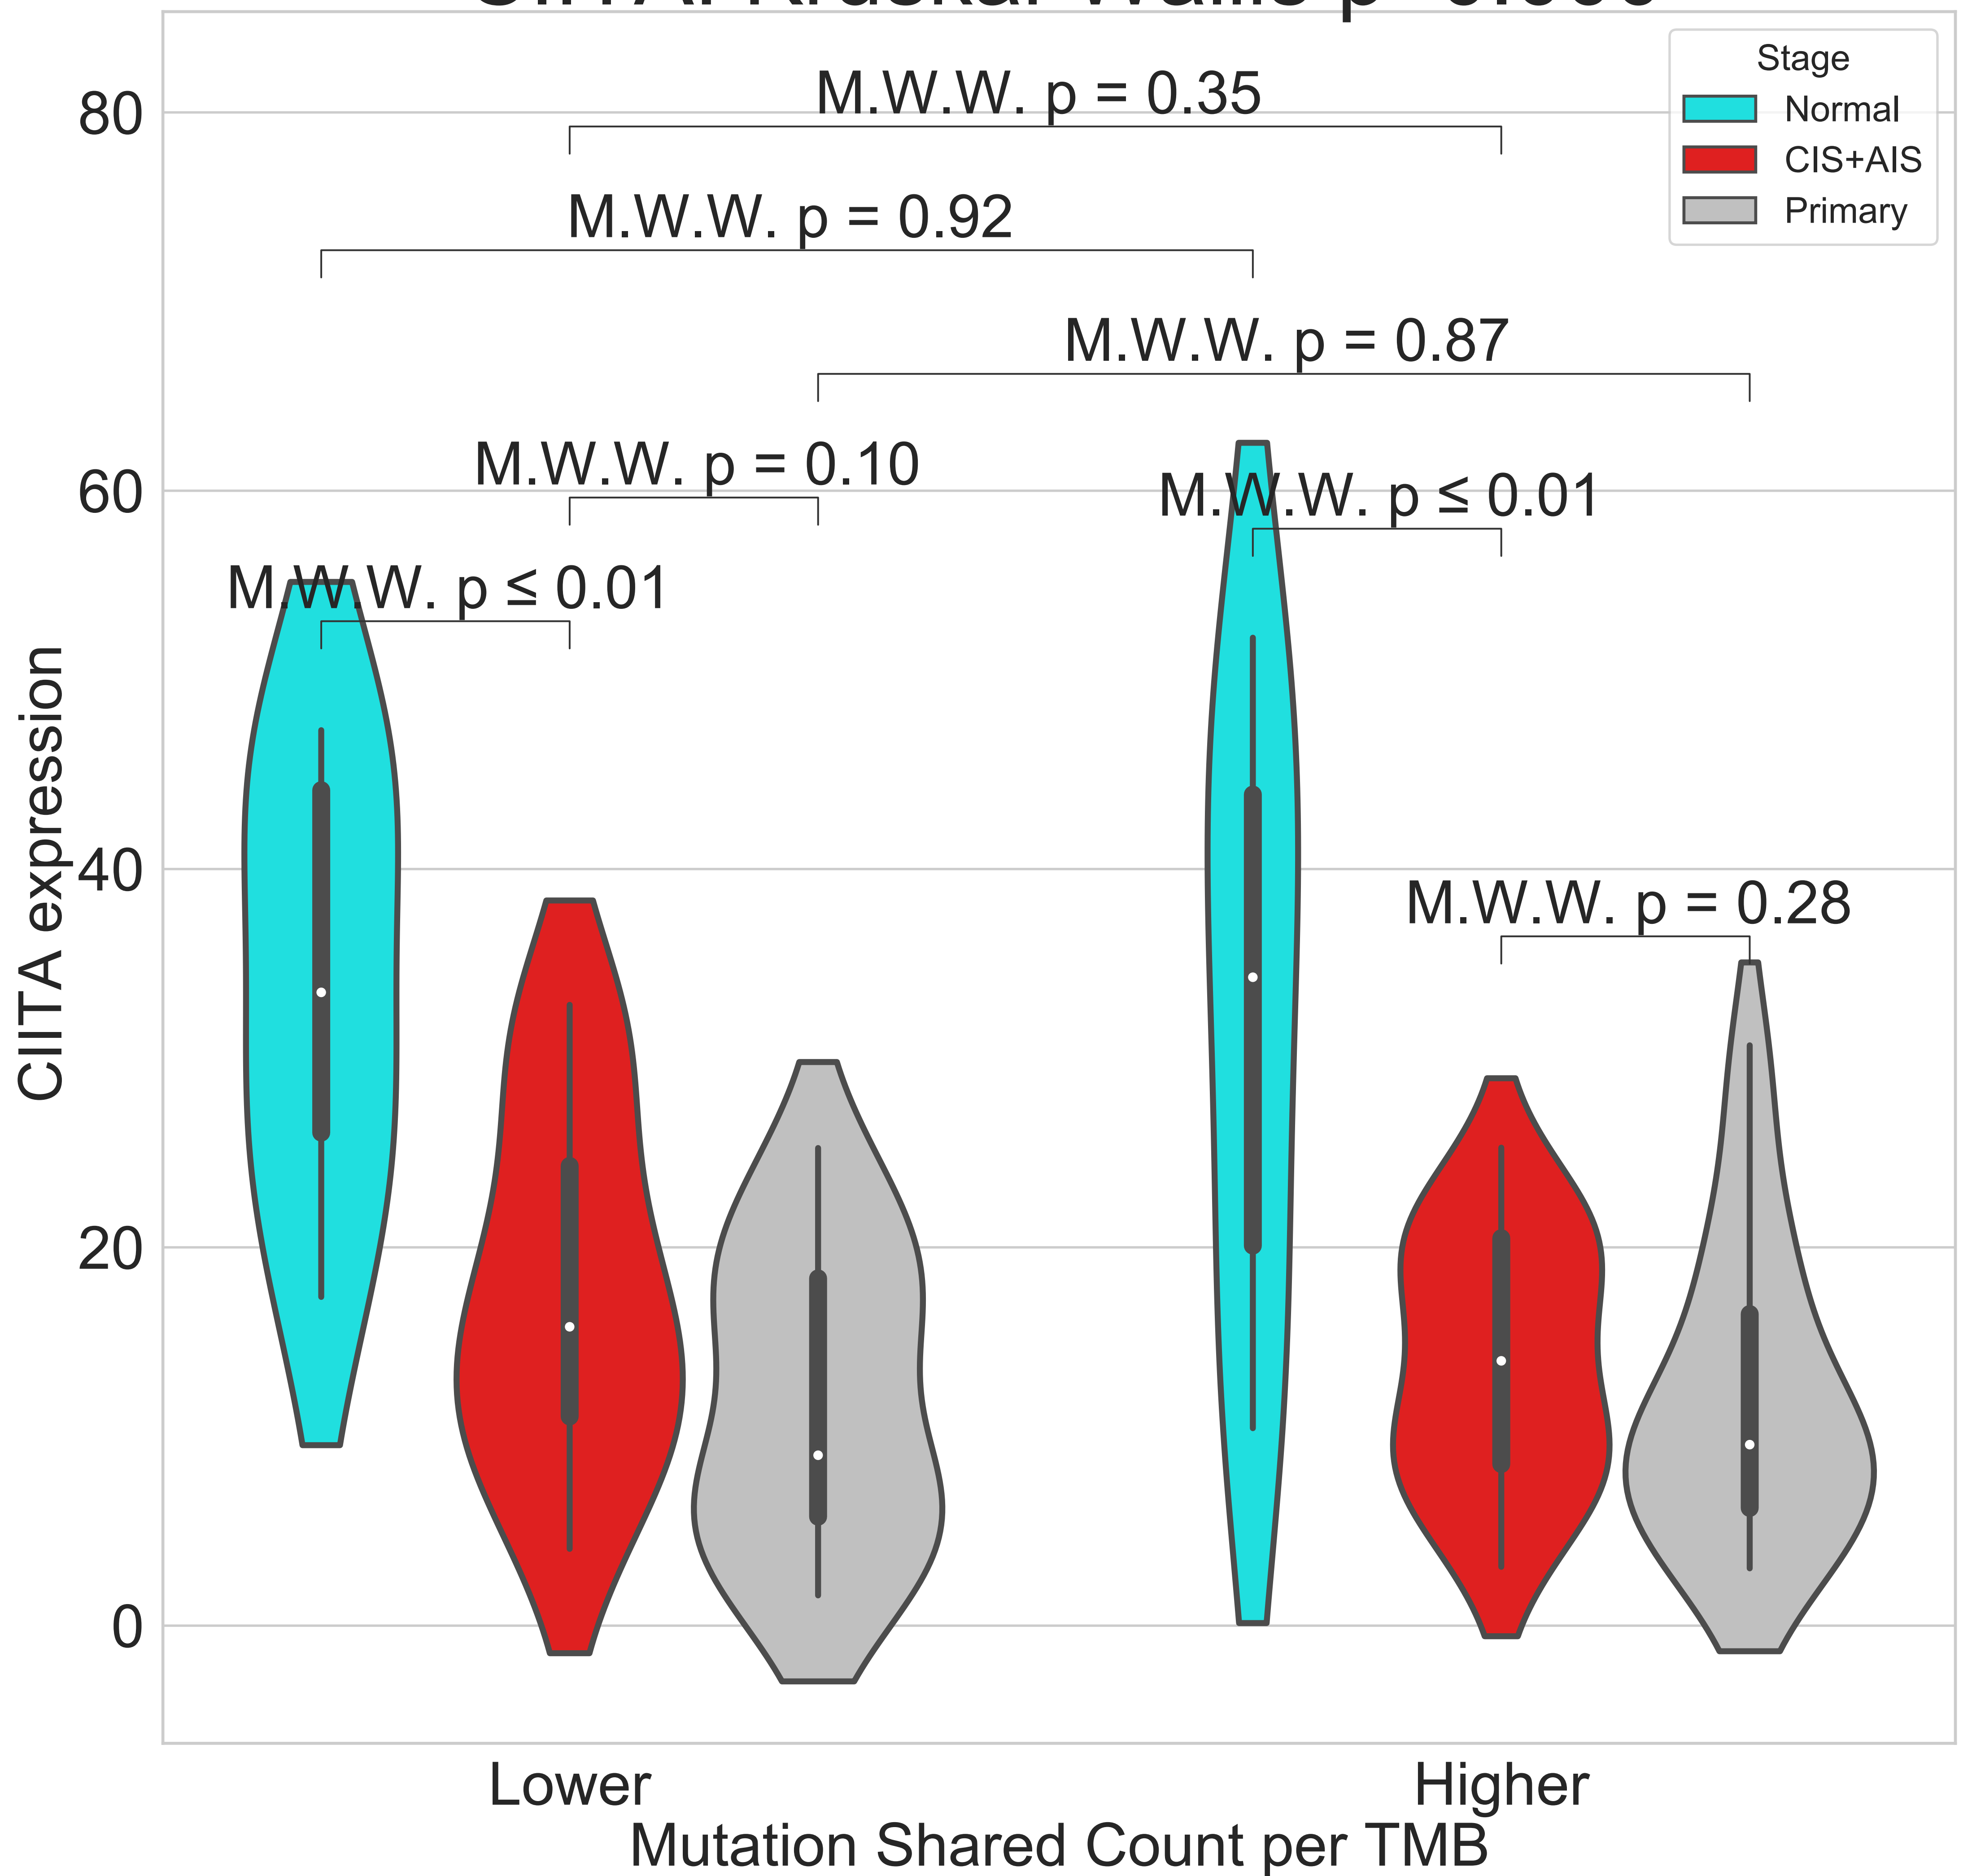 Stage
Normal
CIS+AIS
Primary
M.W.W. p = 0.35
M.W.W. p = 0.92
M.W.W. p = 0.87
M.W.W. p = 0.10
M.W.W. p ≤ 0.01
M.W.W. p ≤ 0.01
M.W.W. p = 0.28
80
60
40
20
0
CIITA expression
Lower
Higher
Mutation Shared Count per TMB